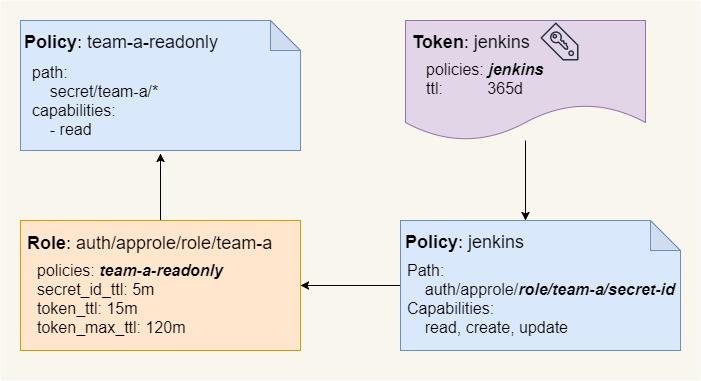 Policy: team-a-readonly
path:
secret/team-a/*
capabilities:
- read
Token: jenkins
policies: jenkins
ttl: 365d
Role: auth/approle/role/team-a
policies: team-a-readonly
secret_id_ttl: 5m
token_ttl: 15m
token_max_ttl: 120m
Policy: jenkins
Path:
auth/approle/role/team-a/secret-id
Capabilities:
read, create, update